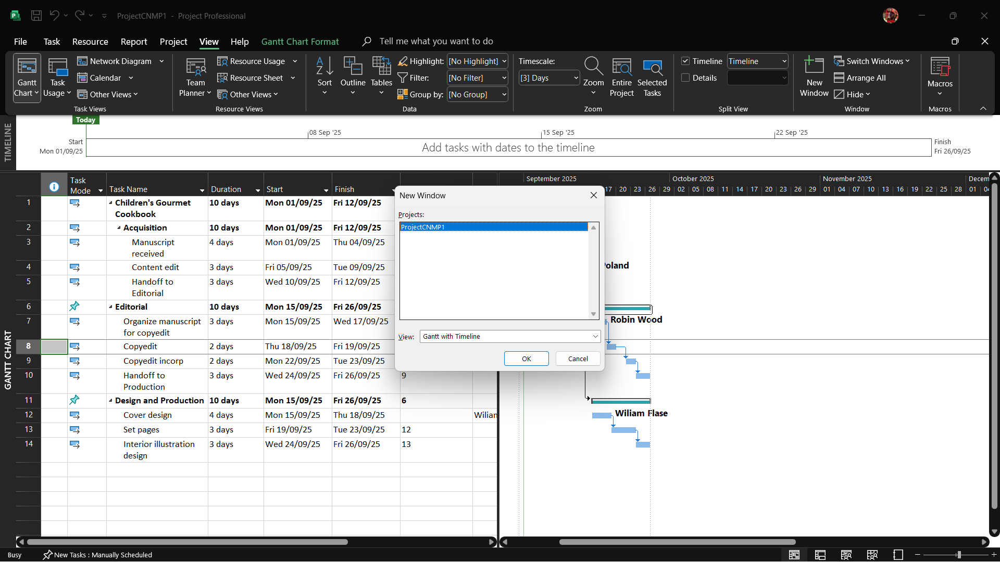 ProjectCNMP1 - Project Professional
File Task Resource Report Project View Help Gantt Chart Format Tell me what you want to do
Gantt Chart
Task Usage
Network Diagram
Calendar
Other Views
Task Views
Team Planner
Resource Usage
Resource Sheet
Other Views
Resource Views
Sort
Outline
Tables
Highlight: [No Highlight]
Filter: [No Filter]
Group by: [No Group]
Data
Timescale:
[3] Days
Zoom
Entire Project
Selected Tasks
Zoom
Timeline Timeline
Details
Split View
New Window
Switch Windows
Arrange All
Hide
Window
Macros
Macros
TIMELINE
Today
08 Sep '25 15 Sep '25 22 Sep '25
Start
Mon 01/09/25
Add tasks with dates to the timeline
Finish
Fri 26/09/25
GANTT CHART
Task Mode Task Name Duration Start Finish
September 2025 October 2025 November 2025 Decem
17 20 23 26 29 02 05 08 11 14 17 20 23 26 29 01 04 07 10 13 16 19 22 25 28 01 04
1 Children's Gourmet Cookbook 10 days Mon 01/09/25 Fri 12/09/25
2 Acquisition 10 days Mon 01/09/25 Fri 12/09/25
3 Manuscript received 4 days Mon 01/09/25 Thu 04/09/25
4 Content edit 3 days Fri 05/09/25 Tue 09/09/25
5 Handoff to Editorial 3 days Wed 10/09/25 Fri 12/09/25
6 Editorial 10 days Mon 15/09/25 Fri 26/09/25
7 Organize manuscript for copyedit 3 days Mon 15/09/25 Wed 17/09/25
8 Copyedit 2 days Thu 18/09/25 Fri 19/09/25
9 Copyedit incorp 2 days Mon 22/09/25 Tue 23/09/25
10 Handoff to Production 3 days Wed 24/09/25 Fri 26/09/25 9
11 Design and Production 10 days Mon 15/09/25 Fri 26/09/25 6
12 Cover design 4 days Mon 15/09/25 Thu 18/09/25 Wilian
13 Set pages 3 days Fri 19/09/25 Tue 23/09/25 12
14 Interior illustration design 3 days Wed 24/09/25 Fri 26/09/25 13
Poland
Robin Wood
Wiliam Flase
New Window
Projects:
ProjectCNMP1
View: Gantt with Timeline
OK Cancel
Busy New Tasks : Manually Scheduled